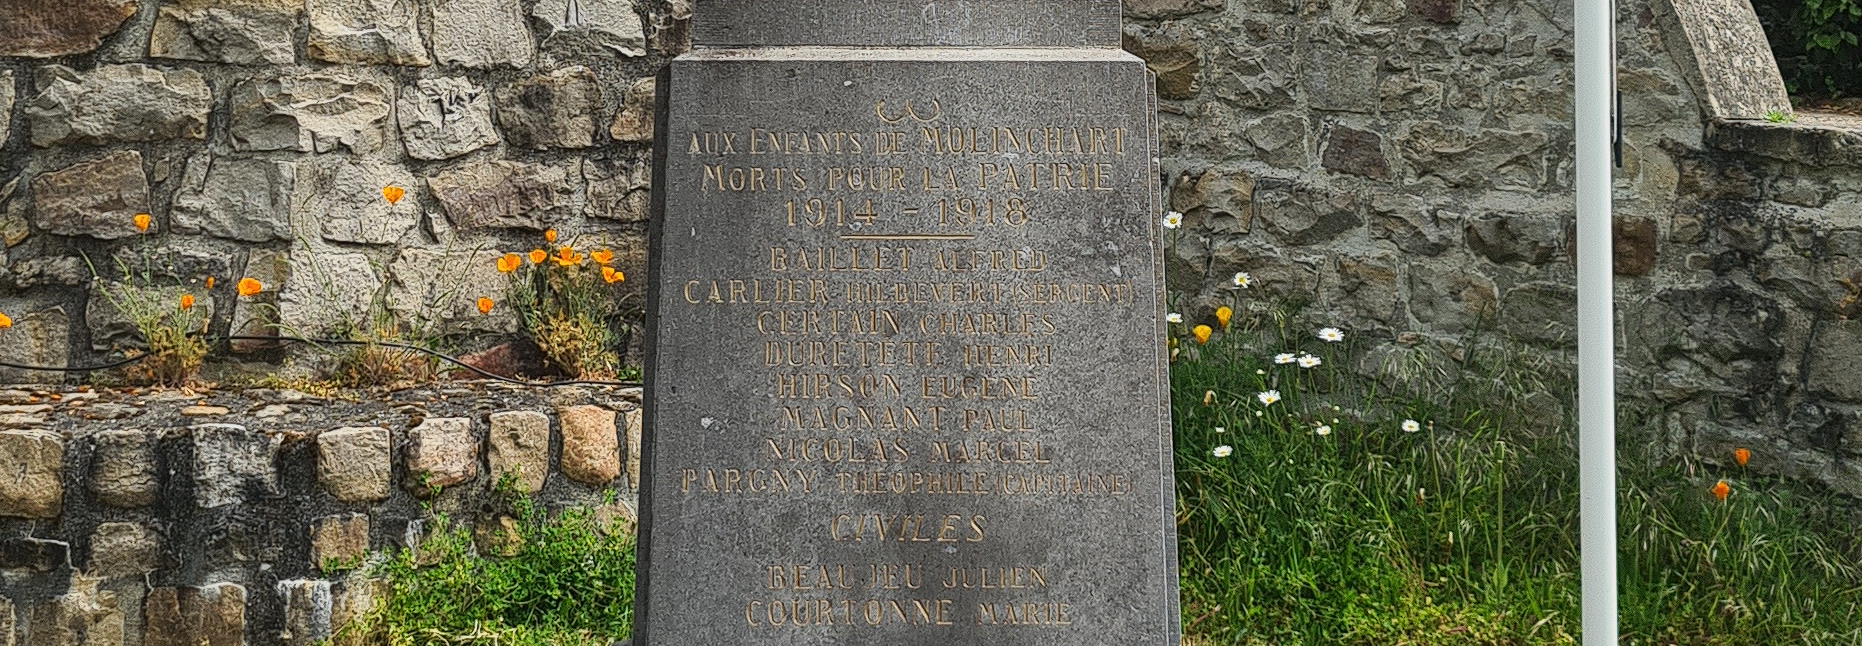 AUX ENFANTS DE MOLINCHART
MORTS POUR LA PATRIE
1914 - 1918
BAILLET ALFRED
CARLIER HILDEVERT (SERGENT)
CERTAIN CHARLES
DURETETE HENRI
HIRSON EUGÈNE
MAGNANT PAUL
NICOLAS MARCEL
PARGNY THEOPHILE (CAPITAINE)
CIVILES
BEAUJEU JULIEN
COURTONNE MARIE